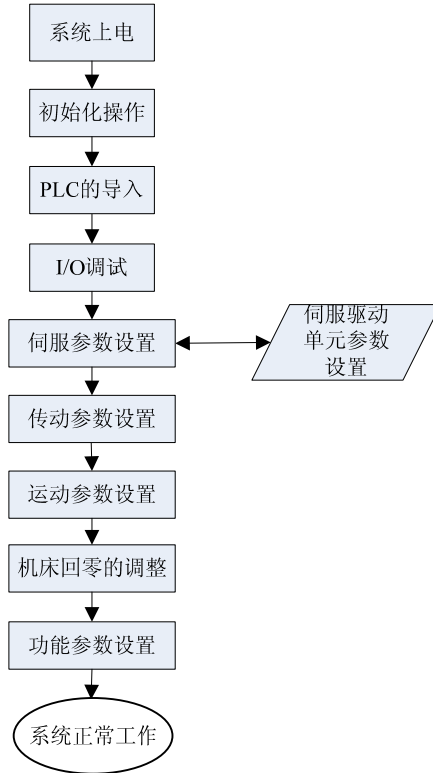 系统上电
初始化操作
PLC的导入
I/O调试
伺服参数设置
伺服驱动
单元参数
设置
传动参数设置
运动参数设置
机床回零的调整
功能参数设置
系统正常工作